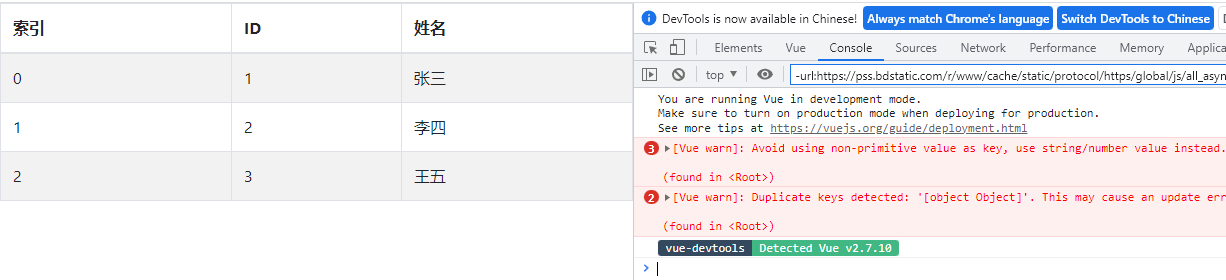 索引 ID 姓名
0 1 张三
1 2 李四
2 3 王五
DevTools is now available in Chinese! Always match Chrome's language Switch DevTools to Chinese
Elements Vue Console Sources Network Performance Memory Applica
top ▼ -url:https://pss.bdstatic.com/r/www/cache/static/protocol/https/global/js/all_asyn
You are running Vue in development mode.
Make sure to turn on production mode when deploying for production.
See more tips at https://vuejs.org/guide/deployment.html
3 ▶[Vue warn]: Avoid using non-primitive value as key, use string/number value instead.
(found in <Root>)
2 ▶[Vue warn]: Duplicate keys detected: '[object Object]'. This may cause an update err
(found in <Root>)
vue-devtools Detected Vue v2.7.10
>